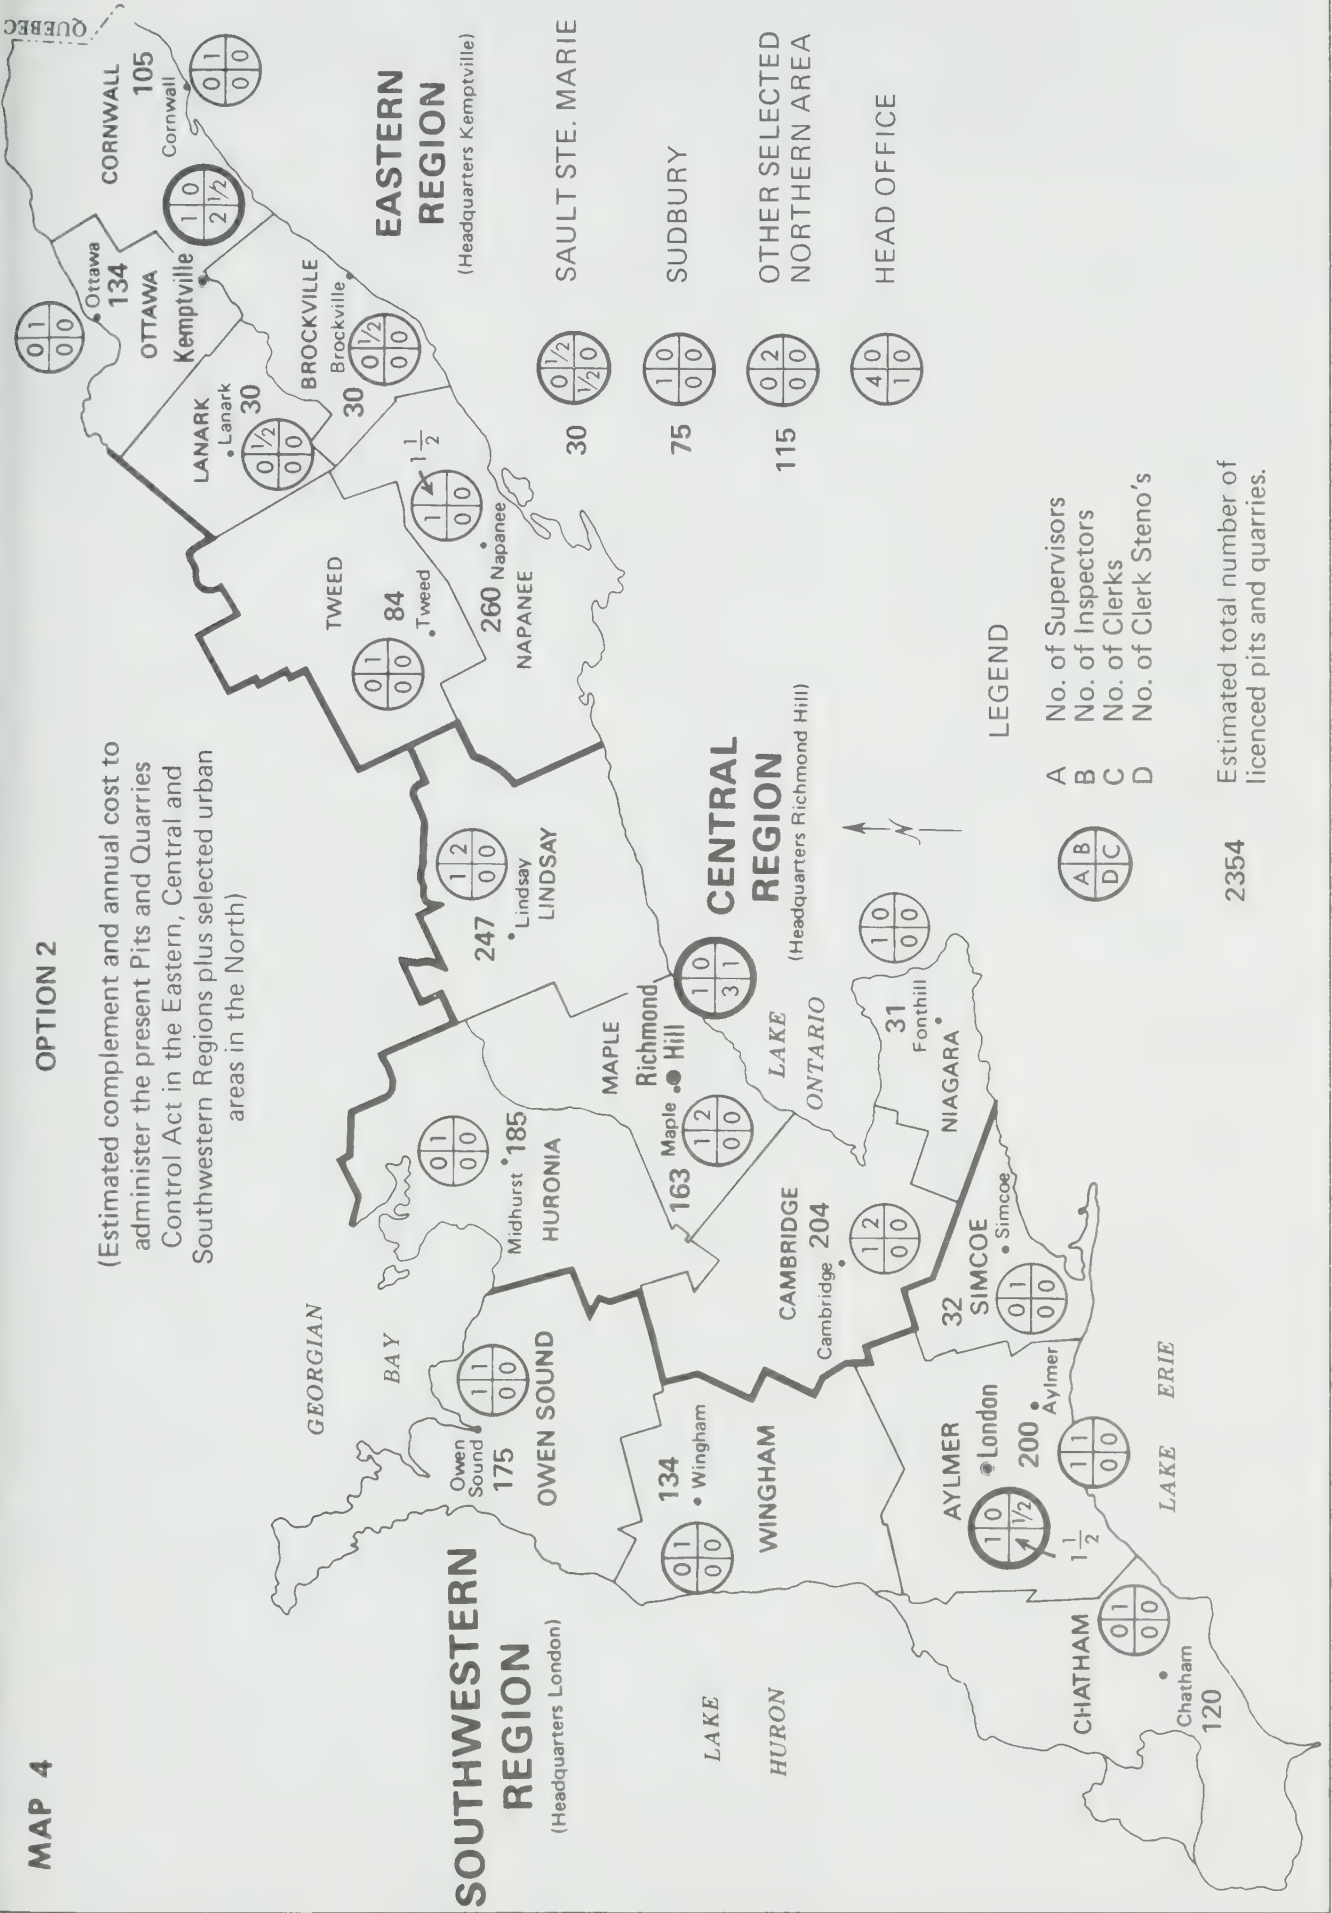 MAP 4
OPTION 2
(Estimated complement and annual cost to
administer the present Pits and Quarries
Control Act in the Eastern, Central and
Southwestern Regions plus selected urban
areas in the North)
QUEBEC
CORNWALL
105
Cornwall
0 1
0 0
1 0
2 1/2
0 1
0 0
Ottawa
134
OTTAWA
Kemptville
LANARK
Lanark
30
0 1/2
0 0
BROCKVILLE
Brockville
30
0 1/2
0 0
EASTERN
REGION
(Headquarters Kemptville)
TWEED
84
Tweed
0 1
0 0
1 1/2
1
0 0
260
Napanee
NAPANEE
30
0 1/2
1/2 0
SAULT STE. MARIE
75
1 0
0 0
SUDBURY
115
0 2
0 0
OTHER SELECTED
NORTHERN AREA
4 0
1 0
HEAD OFFICE
247
Lindsay
LINDSAY
1 2
0 0
CENTRAL
REGION
(Headquarters Richmond Hill)
1 0
3 1
MAPLE
Richmond
Hill
Maple
163
1 2
0 0
LAKE
ONTARIO
0 1
0 0
Midhurst
185
HURONIA
31
Fonthill
NIAGARA
1 0
0 0
CAMBRIDGE
Cambridge
204
1 2
0 0
GEORGIAN
BAY
Owen
Sound
175
OWEN SOUND
1 1
0 0
32
SIMCOE
Simcoe
0 1
0 0
134
Wingham
WINGHAM
0 1
0 0
AYLMER
London
200
Aylmer
1 0
1/2
1 1/2
1 1
0 0
LAKE ERIE
SOUTHWESTERN
REGION
(Headquarters London)
LAKE
HURON
CHATHAM
Chatham
120
0 1
0 0
LEGEND
A B
D C
A No. of Supervisors
B No. of Inspectors
C No. of Clerks
D No. of Clerk Steno's
2354 Estimated total number of
licenced pits and quarries.
N